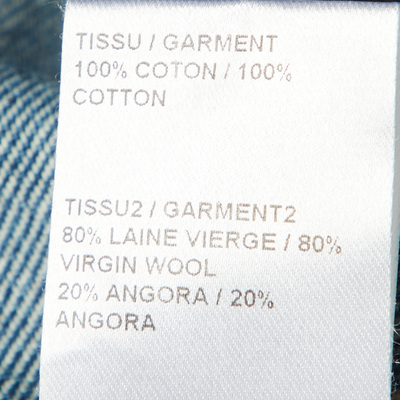 TISSU / GARMENT
100% COTON / 100%
COTTON
TISSU2 / GARMENT2
80% LAINE VIERGE / 80%
VIRGIN WOOL
20% ANGORA / 20%
ANGORA